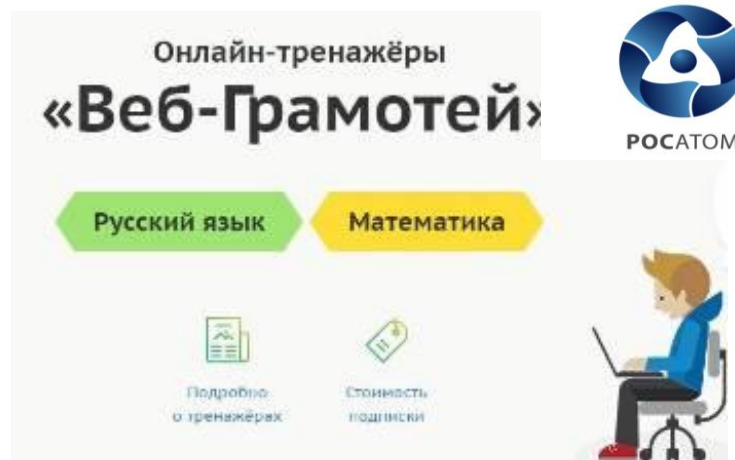 Онлайн-тренажёры
«Веб-Грамотей»
РОСАТОМ
Русский язык
Математика
Подробно
о тренажёрах
Стоимость
подписки